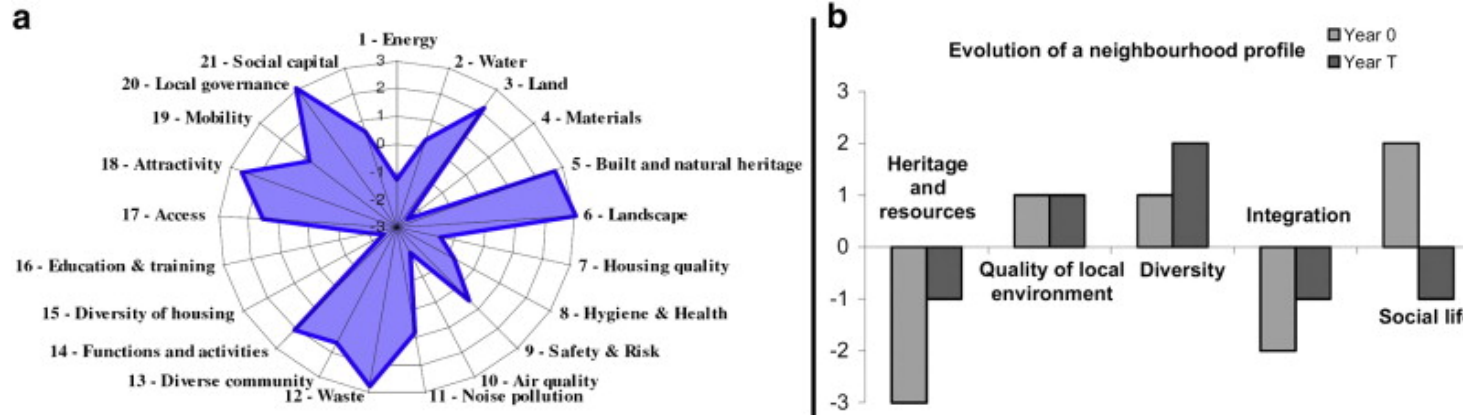 a
1 - Energy
2 - Water
3 - Land
4 - Materials
5 - Built and natural heritage
6 - Landscape
7 - Housing quality
8 - Hygiene & Health
9 - Safety & Risk
10 - Air quality
11 - Noise pollution
12 - Waste
13 - Diverse community
14 - Functions and activities
15 - Diversity of housing
16 - Education & training
17 - Access
18 - Attractivity
19 - Mobility
20 - Local governance
21 - Social capital
3
2
1
0
-1
-2
-3
b
Evolution of a neighbourhood profile
Year 0
Year T
3
2
1
0
-1
-2
-3
Heritage
and
resources
Quality of local
environment
Diversity
Integration
Social lif